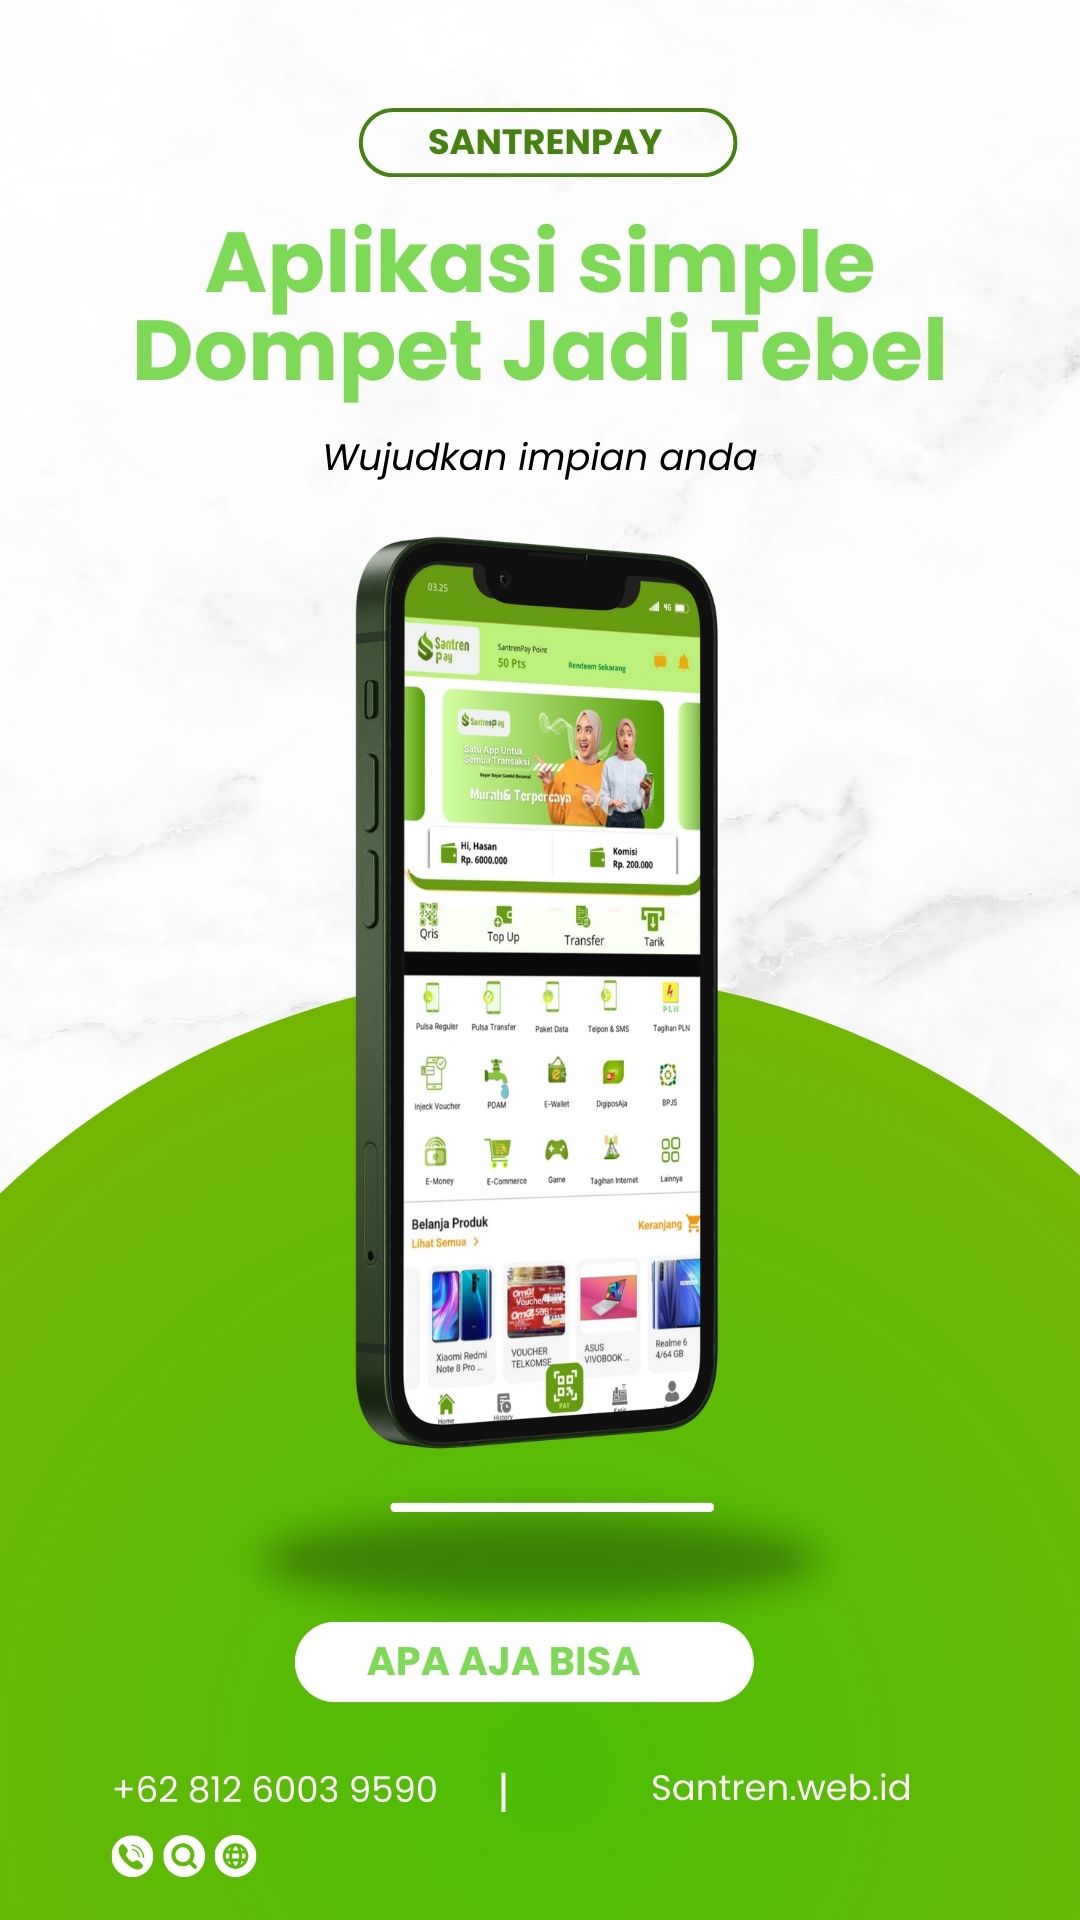 SANTRENPAY
Aplikasi simple
Dompet Jadi Tebel
Wujudkan impian anda
03.25
4G
Santren
Pay
SantrenPay Point
50 Pts
Rendeem Sekarang
SantrenPay
Satu App Untuk
Semua Transaksi
Bayar Bayar Sambil Beramal
Murah& Terpercaya
Hi, Hasan
Rp. 6000.000
Komisi
Rp. 200.000
Qris
Top Up
Transfer
Tarik
PLN
Pulsa Reguler
Pulsa Transfer
Paket Data
Telpon & SMS
Tagihan PLN
Injeck Voucher
PDAM
E-Wallet
DigiposAja
BPJS
E-Money
E-Commerce
Game
Tagihan Internet
Lainnya
Belanja Produk
Keranjang
Lihat Semua >
Xiaomi Redmi
Note 8 Pro ...
VOUCHER
TELKOMSE
ASUS
VIVOBOOK ...
Realme 6
4/64 GB
Home
History
PAY
APA AJA BISA
+62 812 6003 9590 | Santren.web.id